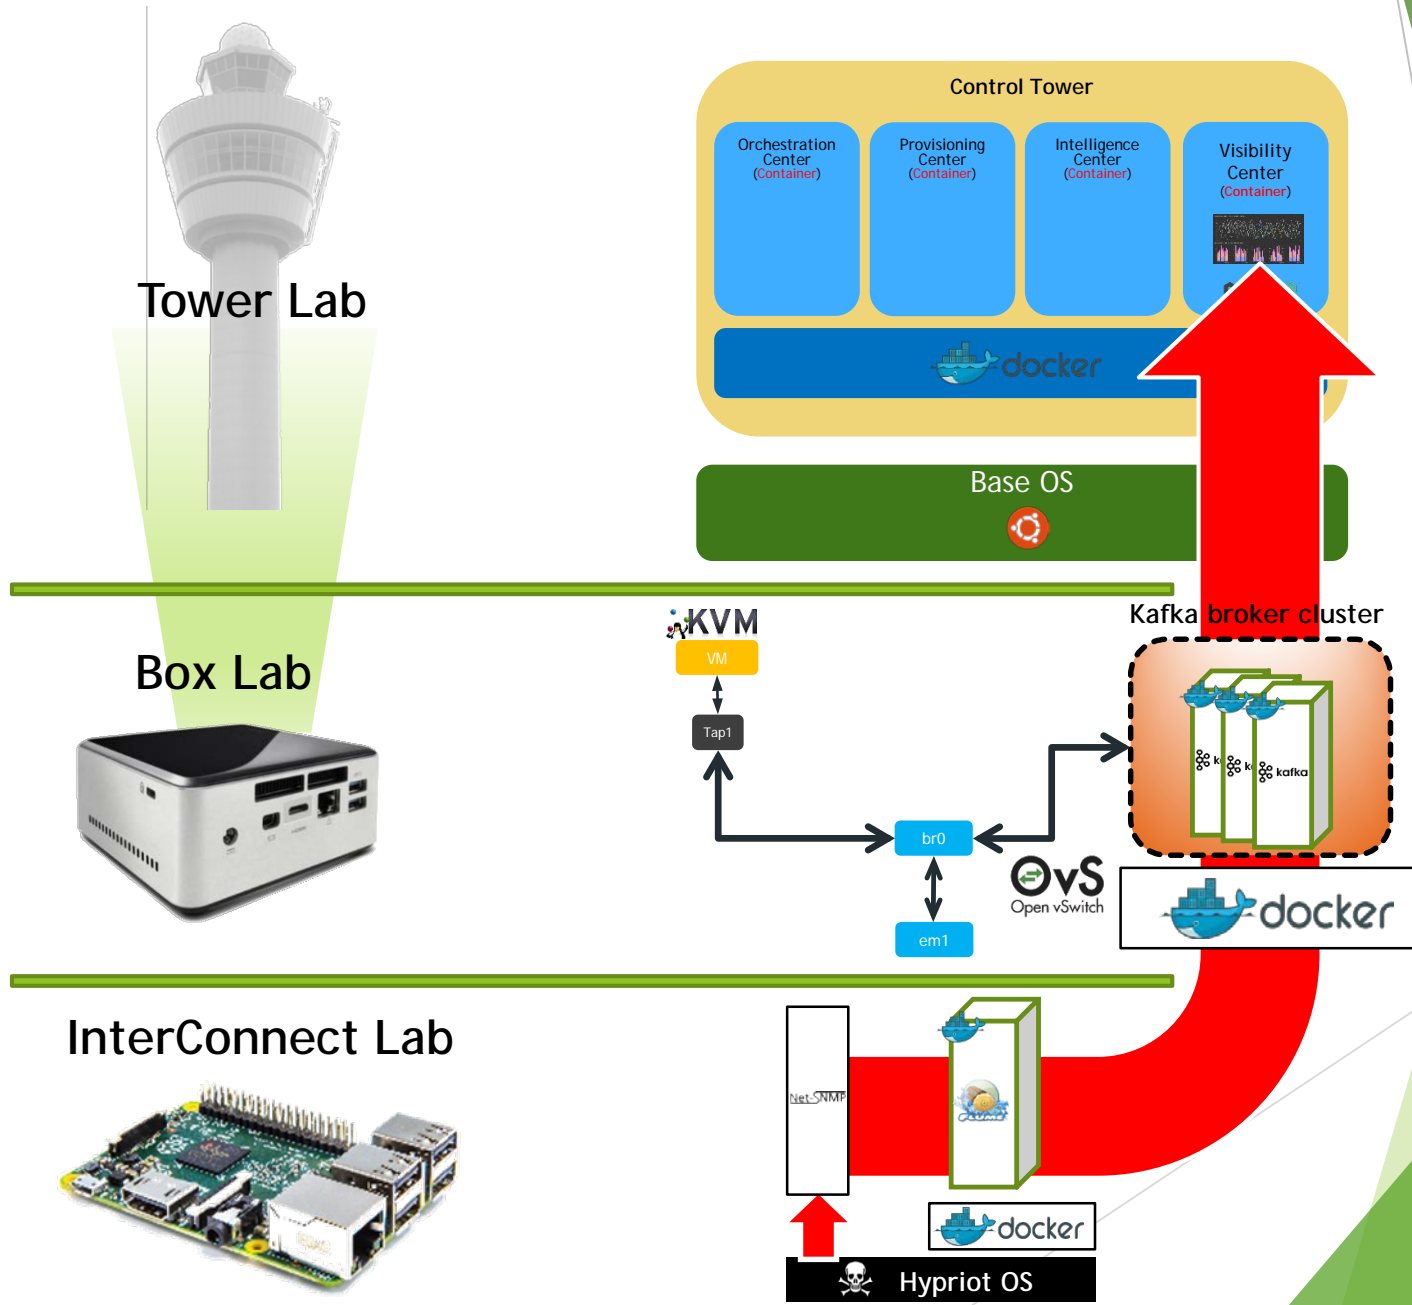 Control Tower
Orchestration
Center
(Container)
Provisioning
Center
(Container)
Intelligence
Center
(Container)
Visibility
Center
(Container)
docker
Tower Lab
Base OS
Kafka broker cluster
KVM
VM
Box Lab
Tap1
kafka
br0
OvS
Open vSwitch
docker
em1
InterConnect Lab
Net-SNMP
docker
Hypriot OS